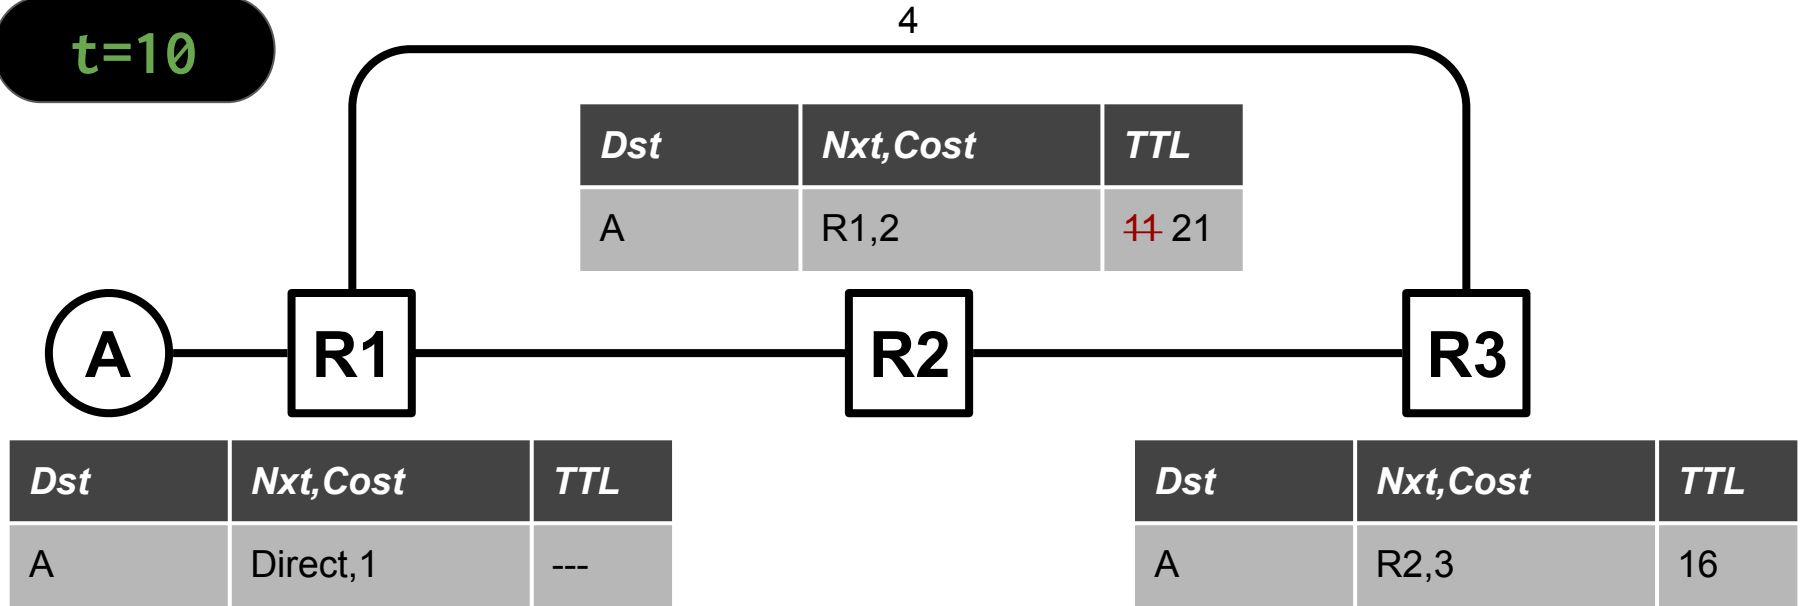 t=10
4
Dst Nxt,Cost TTL
A R1,2 11 21
A R1 R2 R3
Dst Nxt,Cost TTL
A Direct,1 ---
Dst Nxt,Cost TTL
A R2,3 16